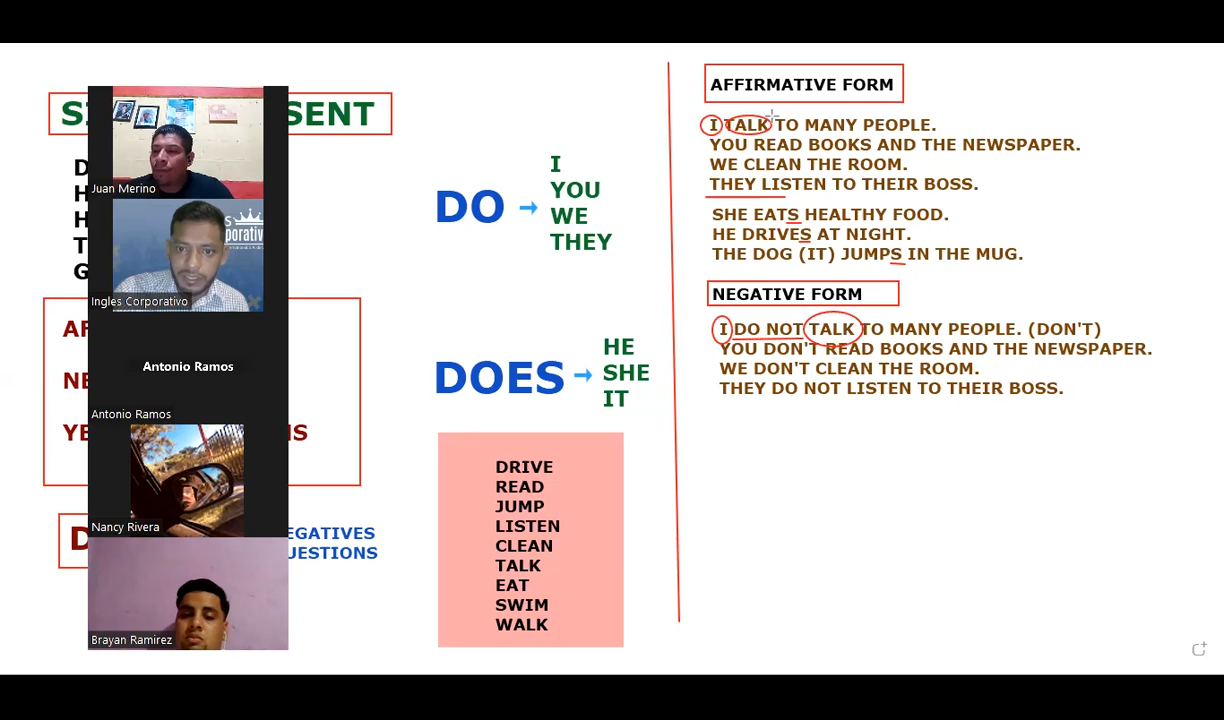 SENT
Juan Merino
Ingles Corporativo
Antonio Ramos
Antonio Ramos
Nancy Rivera
Brayan Ramirez
EGATIVES
UESTIONS
DO → I
YOU
WE
THEY
DOES → HE
SHE
IT
DRIVE
READ
JUMP
LISTEN
CLEAN
TALK
EAT
SWIM
WALK
AFFIRMATIVE FORM
I TALK TO MANY PEOPLE.
YOU READ BOOKS AND THE NEWSPAPER.
WE CLEAN THE ROOM.
THEY LISTEN TO THEIR BOSS.
SHE EATS HEALTHY FOOD.
HE DRIVES AT NIGHT.
THE DOG (IT) JUMPS IN THE MUG.
NEGATIVE FORM
I DO NOT TALK TO MANY PEOPLE. (DON'T)
YOU DON'T READ BOOKS AND THE NEWSPAPER.
WE DON'T CLEAN THE ROOM.
THEY DO NOT LISTEN TO THEIR BOSS.